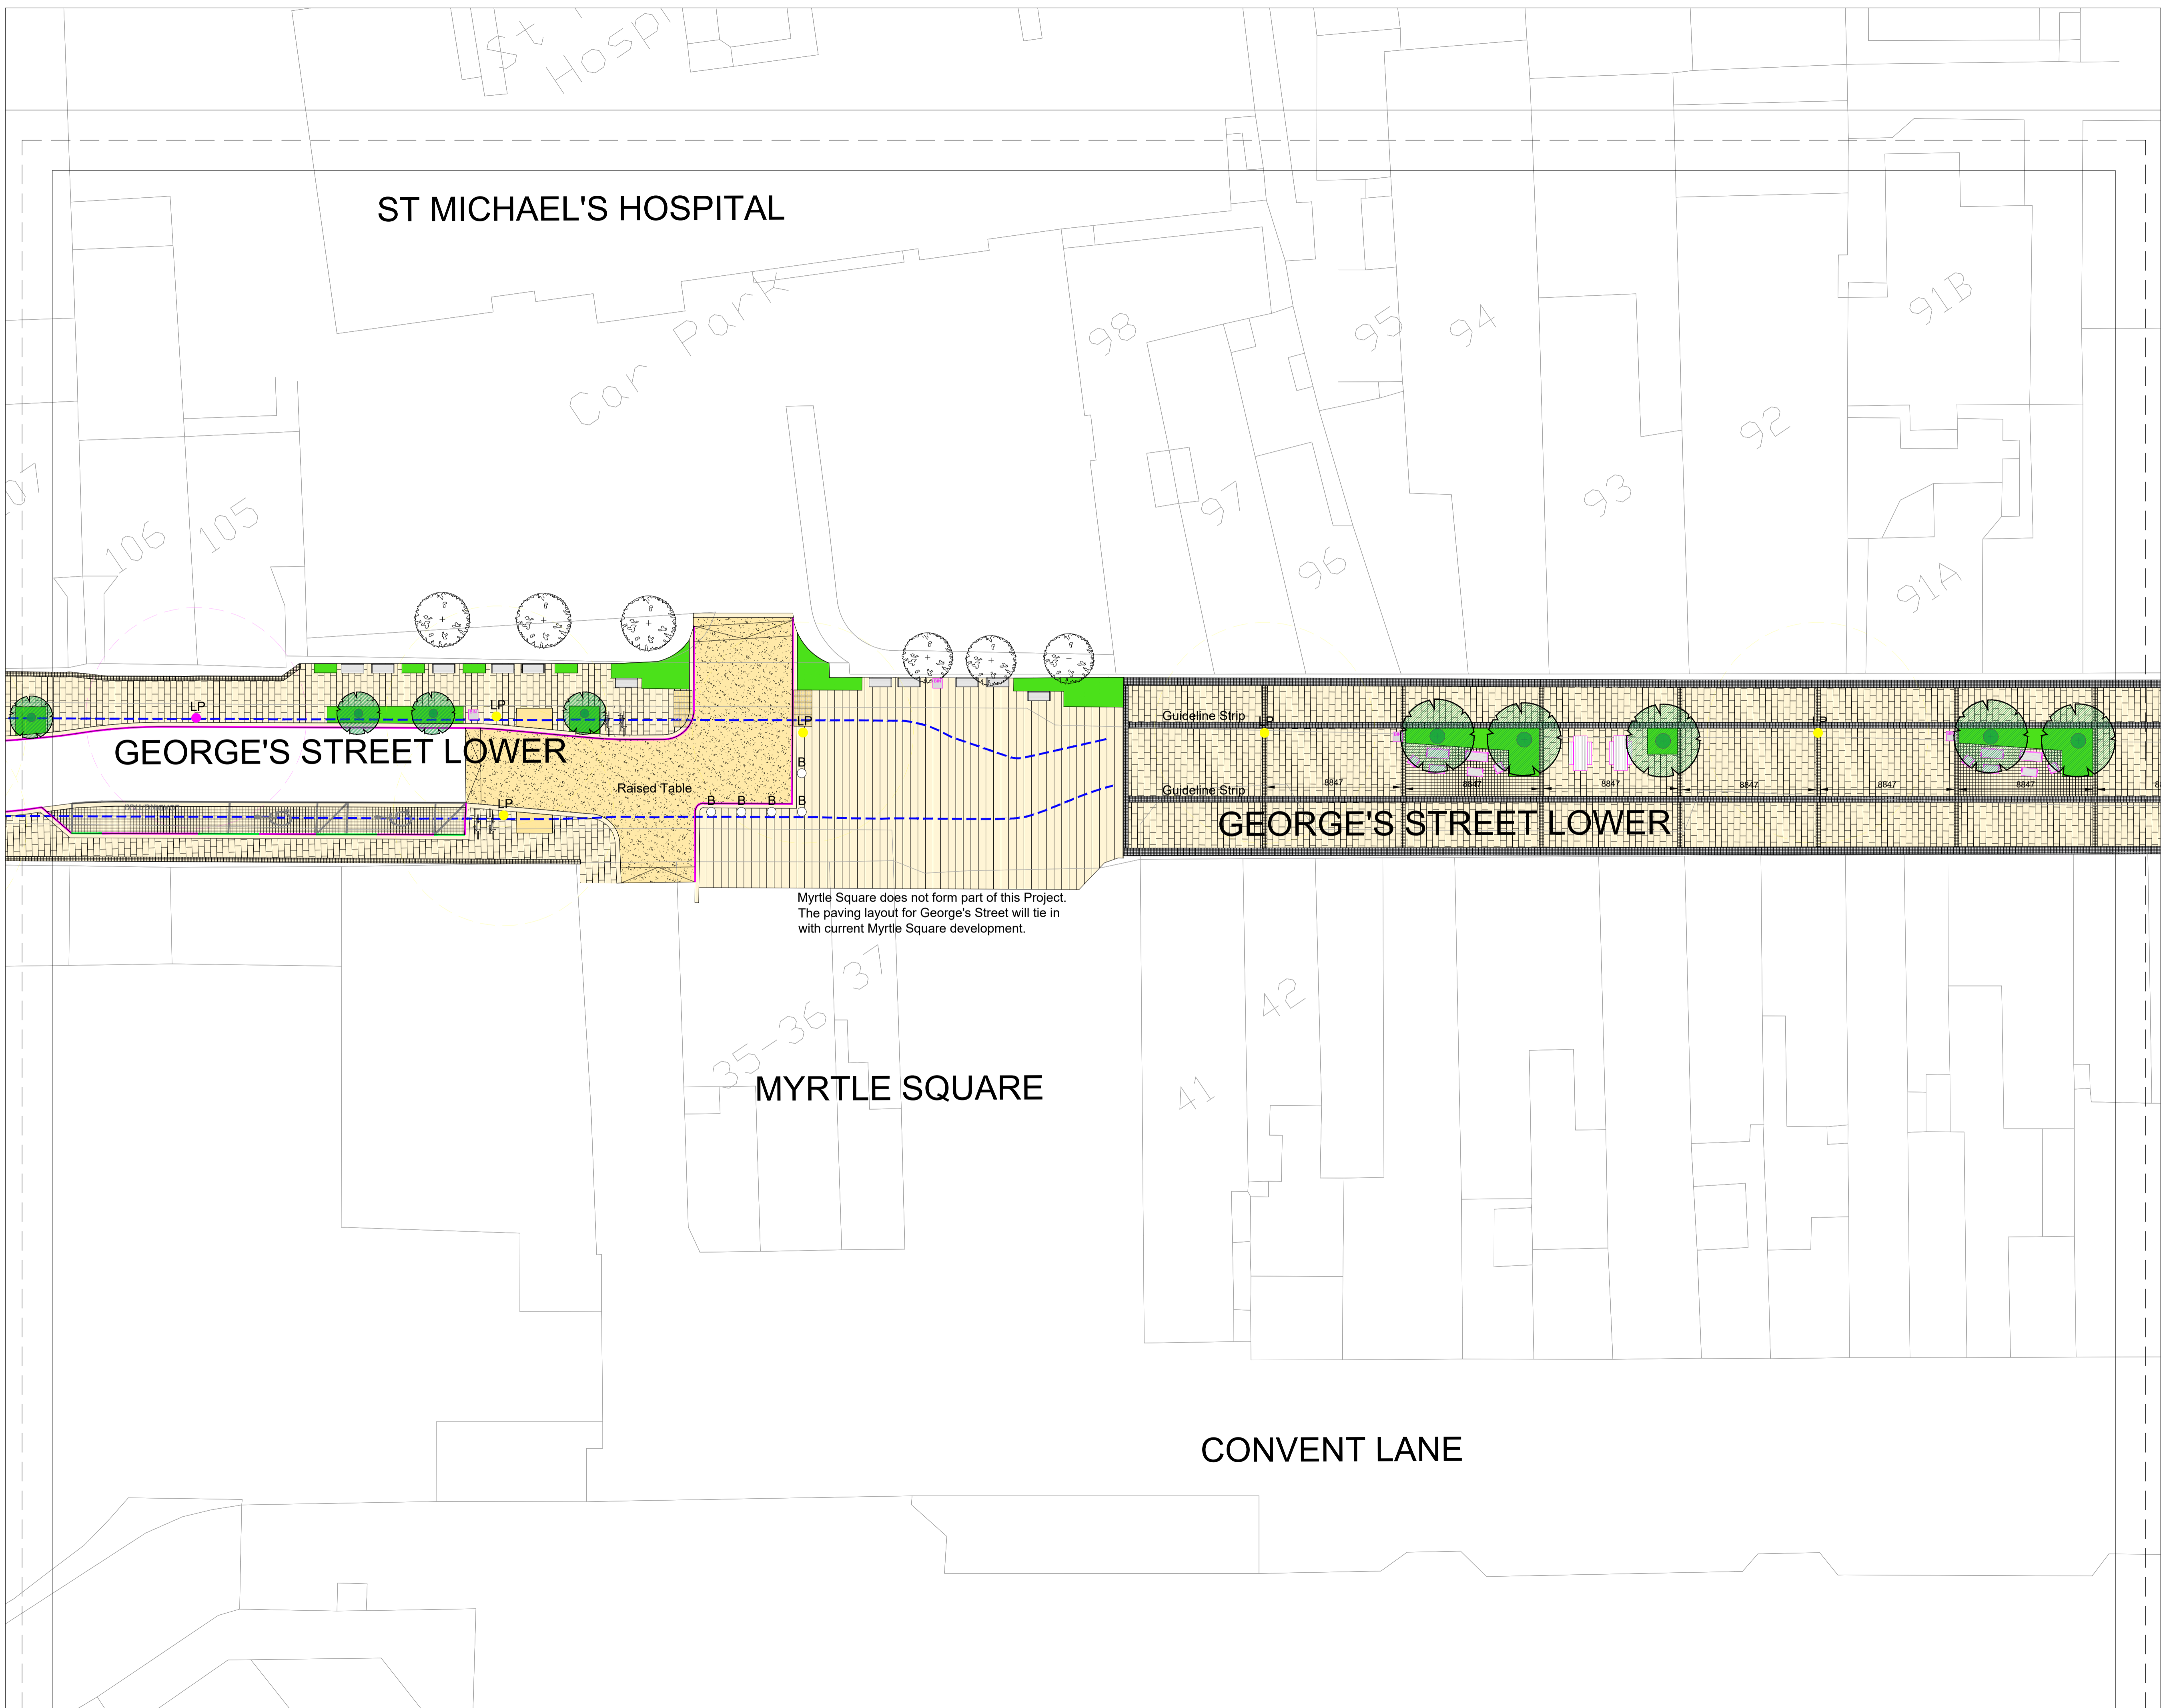 St
Hosp
ST MICHAEL'S HOSPITAL
Car Park
98
95
94
91B
92
93
97
96
91A
106
105
LP
LP
LP
LP
LP
Guideline Strip
GEORGE'S STREET LOWER
B
Raised Table
B
B
B
B
8847
8847
8847
8847
8847
8847
8
Guideline Strip
LP
GEORGE'S STREET LOWER
Myrtle Square does not form part of this Project.
The paving layout for George's Street will tie in
with current Myrtle Square development.
37
35-36
42
41
MYRTLE SQUARE
CONVENT LANE